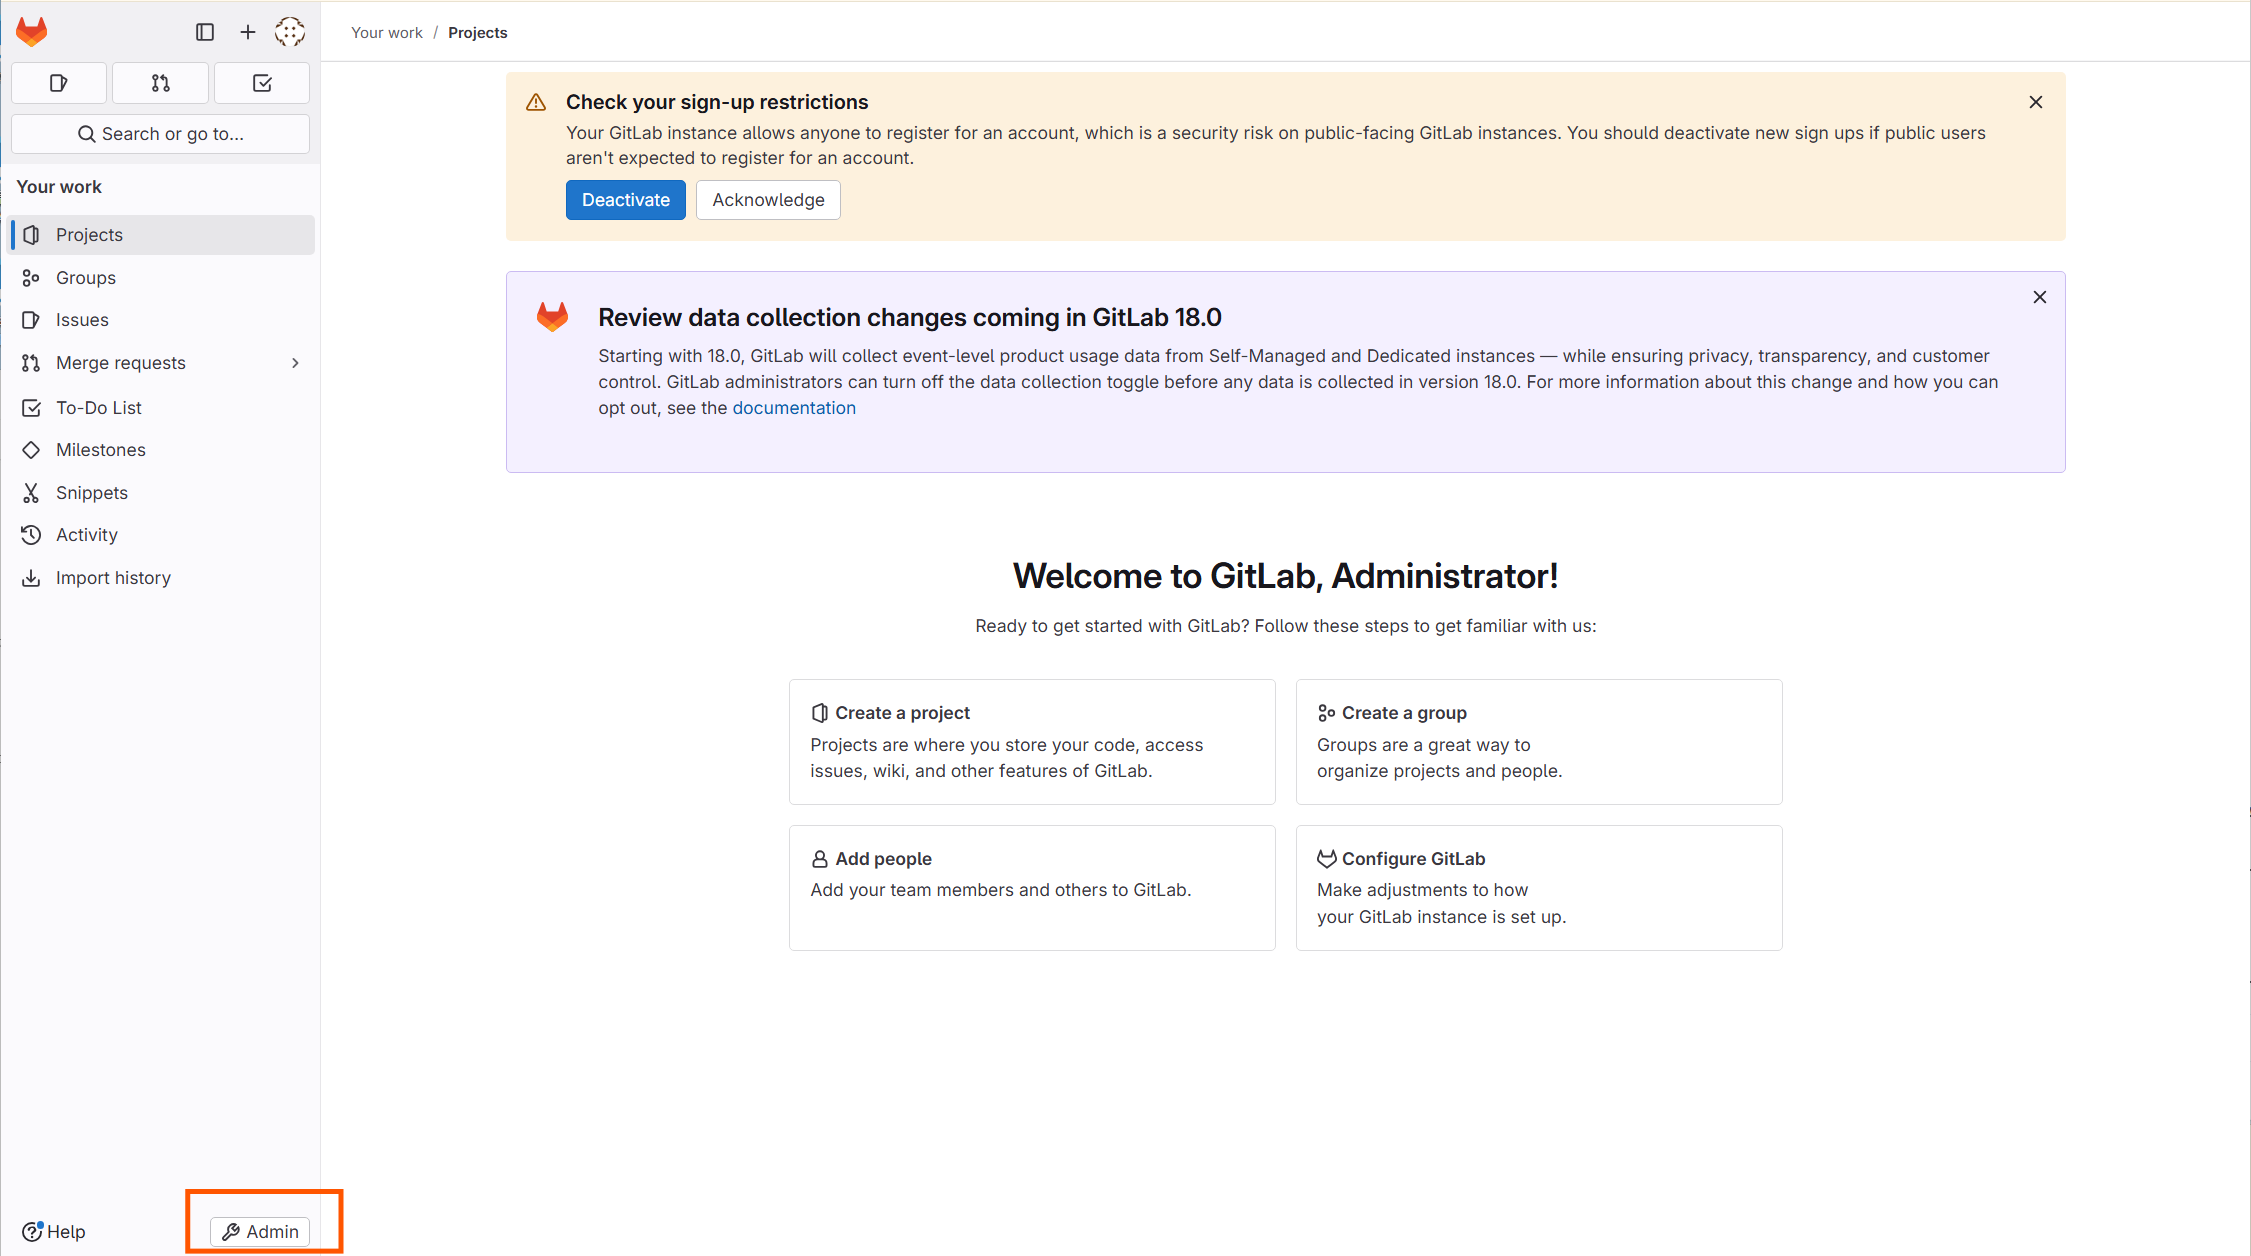 Your work / Projects
Search or go to...
Your work
Projects
Groups
Issues
Merge requests
To-Do List
Milestones
Snippets
Activity
Import history
Help
Admin
Check your sign-up restrictions
Your GitLab instance allows anyone to register for an account, which is a security risk on public-facing GitLab instances. You should deactivate new sign ups if public users
aren't expected to register for an account.
Deactivate Acknowledge
Review data collection changes coming in GitLab 18.0
Starting with 18.0, GitLab will collect event-level product usage data from Self-Managed and Dedicated instances — while ensuring privacy, transparency, and customer
control. GitLab administrators can turn off the data collection toggle before any data is collected in version 18.0. For more information about this change and how you can
opt out, see the documentation
Welcome to GitLab, Administrator!
Ready to get started with GitLab? Follow these steps to get familiar with us:
Create a project
Projects are where you store your code, access
issues, wiki, and other features of GitLab.
Create a group
Groups are a great way to
organize projects and people.
Add people
Add your team members and others to GitLab.
Configure GitLab
Make adjustments to how
your GitLab instance is set up.